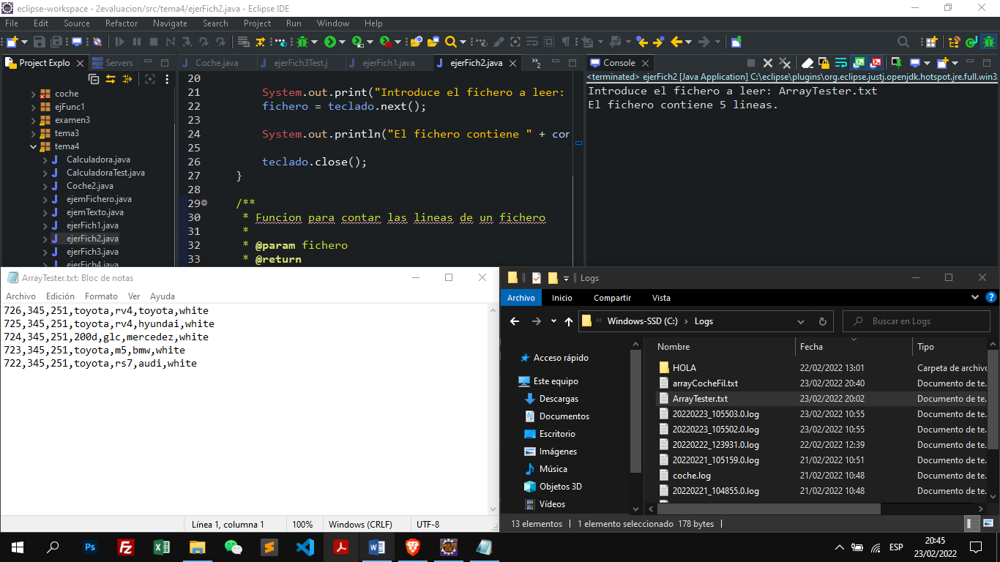 eclipse-workspace - 2evaluacion/src/tema4/ejerFich2.java - Eclipse IDE
File Edit Source Refactor Navigate Search Project Run Window Help
Project Explo Servers
coche
ejFunc1
examen3
tema3
tema4
Calculadora.java
CalculadoraTest.java
Coche2.java
ejemFichero.java
ejemTexto.java
ejerFich1.java
ejerFich2.java
ejerFich3.java
ejerFich4.java
Coche.java ejerFich3Test.j ejerFich1.java ejerFich2.java 2
20
21 System.out.print("Introduce el fichero a leer:
22 fichero = teclado.next();
23
24 System.out.println("El fichero contiene " + cor
25
26 teclado.close();
27 }
28
29 /**
30 * Funcion para contar las lineas de un fichero
31 *
32 * @param fichero
33 * @return
Console
<terminated> ejerFich2 [Java Application] C:\eclipse\plugins\org.eclipse.justj.openjdk.hotspot.jre.full.win3
Introduce el fichero a leer: ArrayTester.txt
El fichero contiene 5 lineas.
ArrayTester.txt: Bloc de notas
Archivo Edición Formato Ver Ayuda
726,345,251,toyota,rv4,toyota,white
725,345,251,toyota,rv4,hyundai,white
724,345,251,200d,glc,mercedez,white
723,345,251,toyota,m5,bmw,white
722,345,251,toyota,rs7,audi,white
Línea 1, columna 1 100% Windows (CRLF) UTF-8
Logs
Archivo Inicio Compartir Vista
Windows-SSD (C:) Logs
Buscar en Logs
Acceso rápido
Este equipo
Descargas
Documentos
Escritorio
Imágenes
Música
Objetos 3D
Vídeos
Nombre Fecha Tipo
HOLA 22/02/2022 13:01 Carpeta de archivo
arrayCocheFil.txt 23/02/2022 20:40 Documento de te.
ArrayTester.txt 23/02/2022 20:02 Documento de te.
20220223_105503.0.log 23/02/2022 10:55 Documento de te.
20220223_105502.0.log 23/02/2022 10:55 Documento de te.
20220222_123931.0.log 22/02/2022 12:39 Documento de te.
20220221_105159.0.log 21/02/2022 10:51 Documento de te.
coche.log 21/02/2022 10:48 Documento de te.
20220221_104855.0.log 21/02/2022 10:48 Documento de te.
13 elementos 1 elemento seleccionado 178 bytes
Ps Fz W
ESP
20:45
23/02/2022